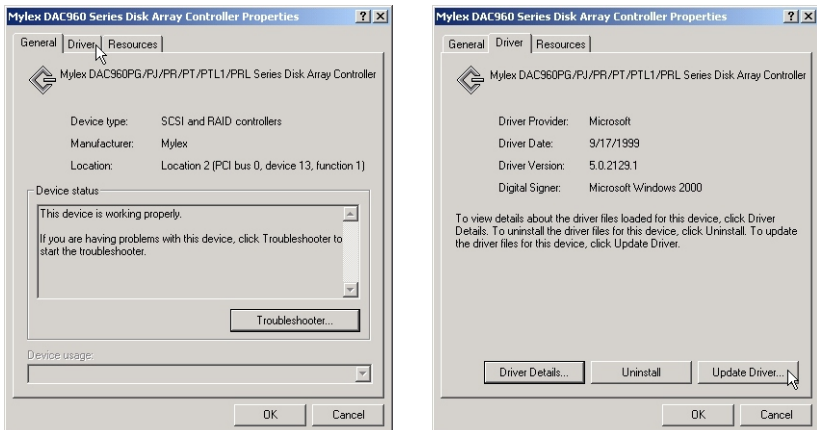 Mylex DAC960 Series Disk Array Controller Properties
General Driver Resources
Mylex DAC960PG/PJ/PR/PT/PTL1/PRL Series Disk Array Controller
Device type: SCSI and RAID controllers
Manufacturer: Mylex
Location: Location 2 (PCI bus 0, device 13, function 1)
Device status
This device is working properly.
If you are having problems with this device, click Troubleshooter to
start the troubleshooter.
Troubleshooter...
Device usage:
OK Cancel
Mylex DAC960 Series Disk Array Controller Properties
General Driver Resources
Mylex DAC960PG/PJ/PR/PT/PTL1/PRL Series Disk Array Controller
Driver Provider: Microsoft
Driver Date: 9/17/1999
Driver Version: 5.0.2129.1
Digital Signer: Microsoft Windows 2000
To view details about the driver files loaded for this device, click Driver
Details. To uninstall the driver files for this device, click Uninstall. To update
the driver files for this device, click Update Driver.
Driver Details... Uninstall Update Driver...
OK Cancel